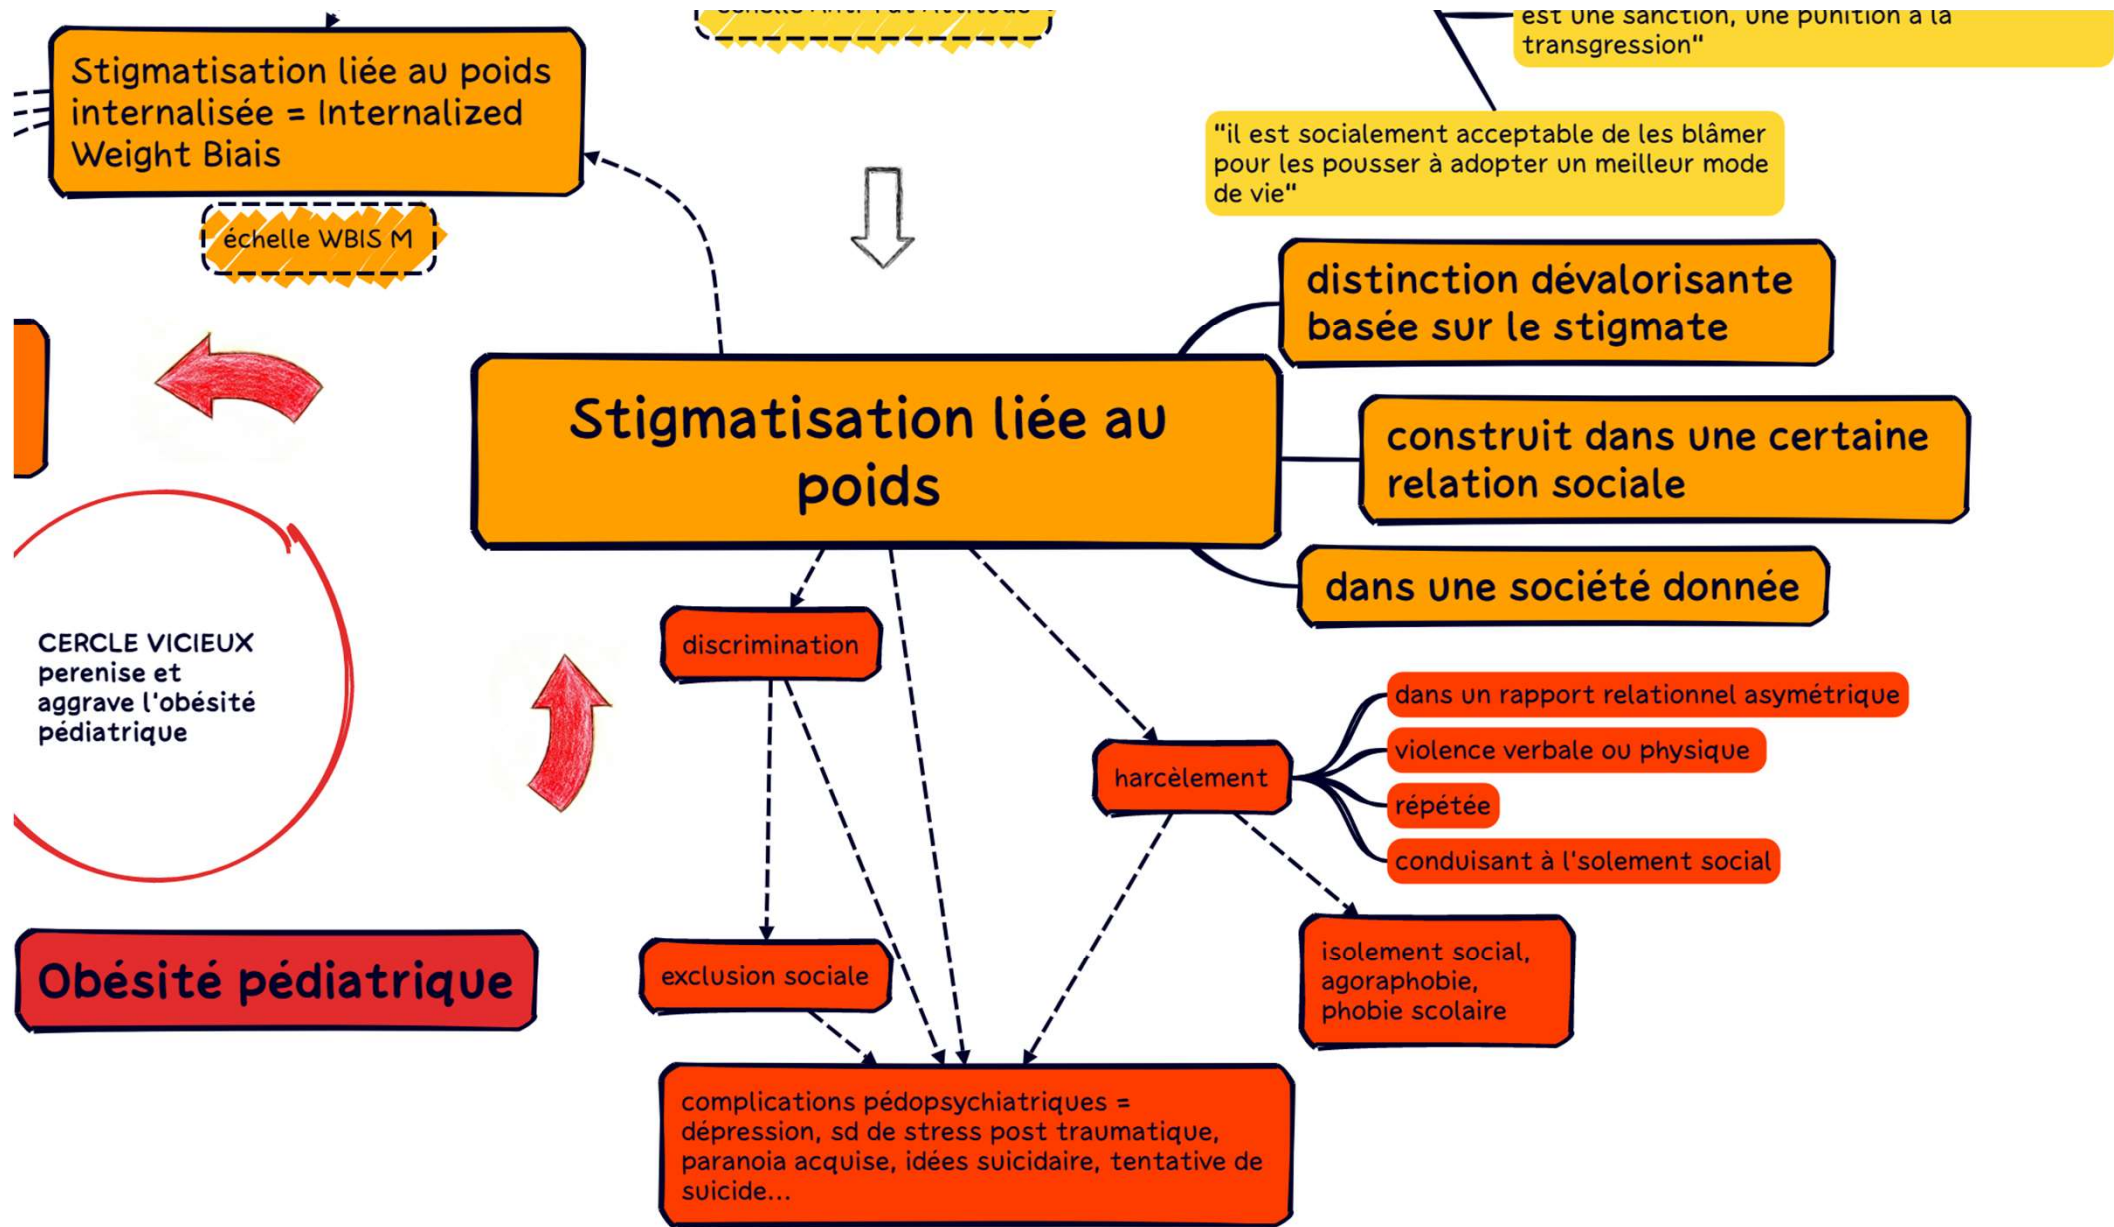 échelle Anti-Fat Attitude
est une sanction, une punition à la
transgression"
Stigmatisation liée au poids
internalisée = Internalized
Weight Biais
"il est socialement acceptable de les blâmer
pour les pousser à adopter un meilleur mode
de vie"
échelle WBIS M
distinction dévalorisante
basée sur le stigmate
Stigmatisation liée au
poids
construit dans une certaine
relation sociale
dans une société donnée
CERCLE VICIEUX
perenise et
aggrave l'obésité
pédiatrique
discrimination
dans un rapport relationnel asymétrique
violence verbale ou physique
harcèlement
répétée
conduisant à l'solement social
Obésité pédiatrique
exclusion sociale
isolement social,
agoraphobie,
phobie scolaire
complications pédopsychiatriques =
dépression, sd de stress post traumatique,
paranoia acquise, idées suicidaire, tentative de
suicide...